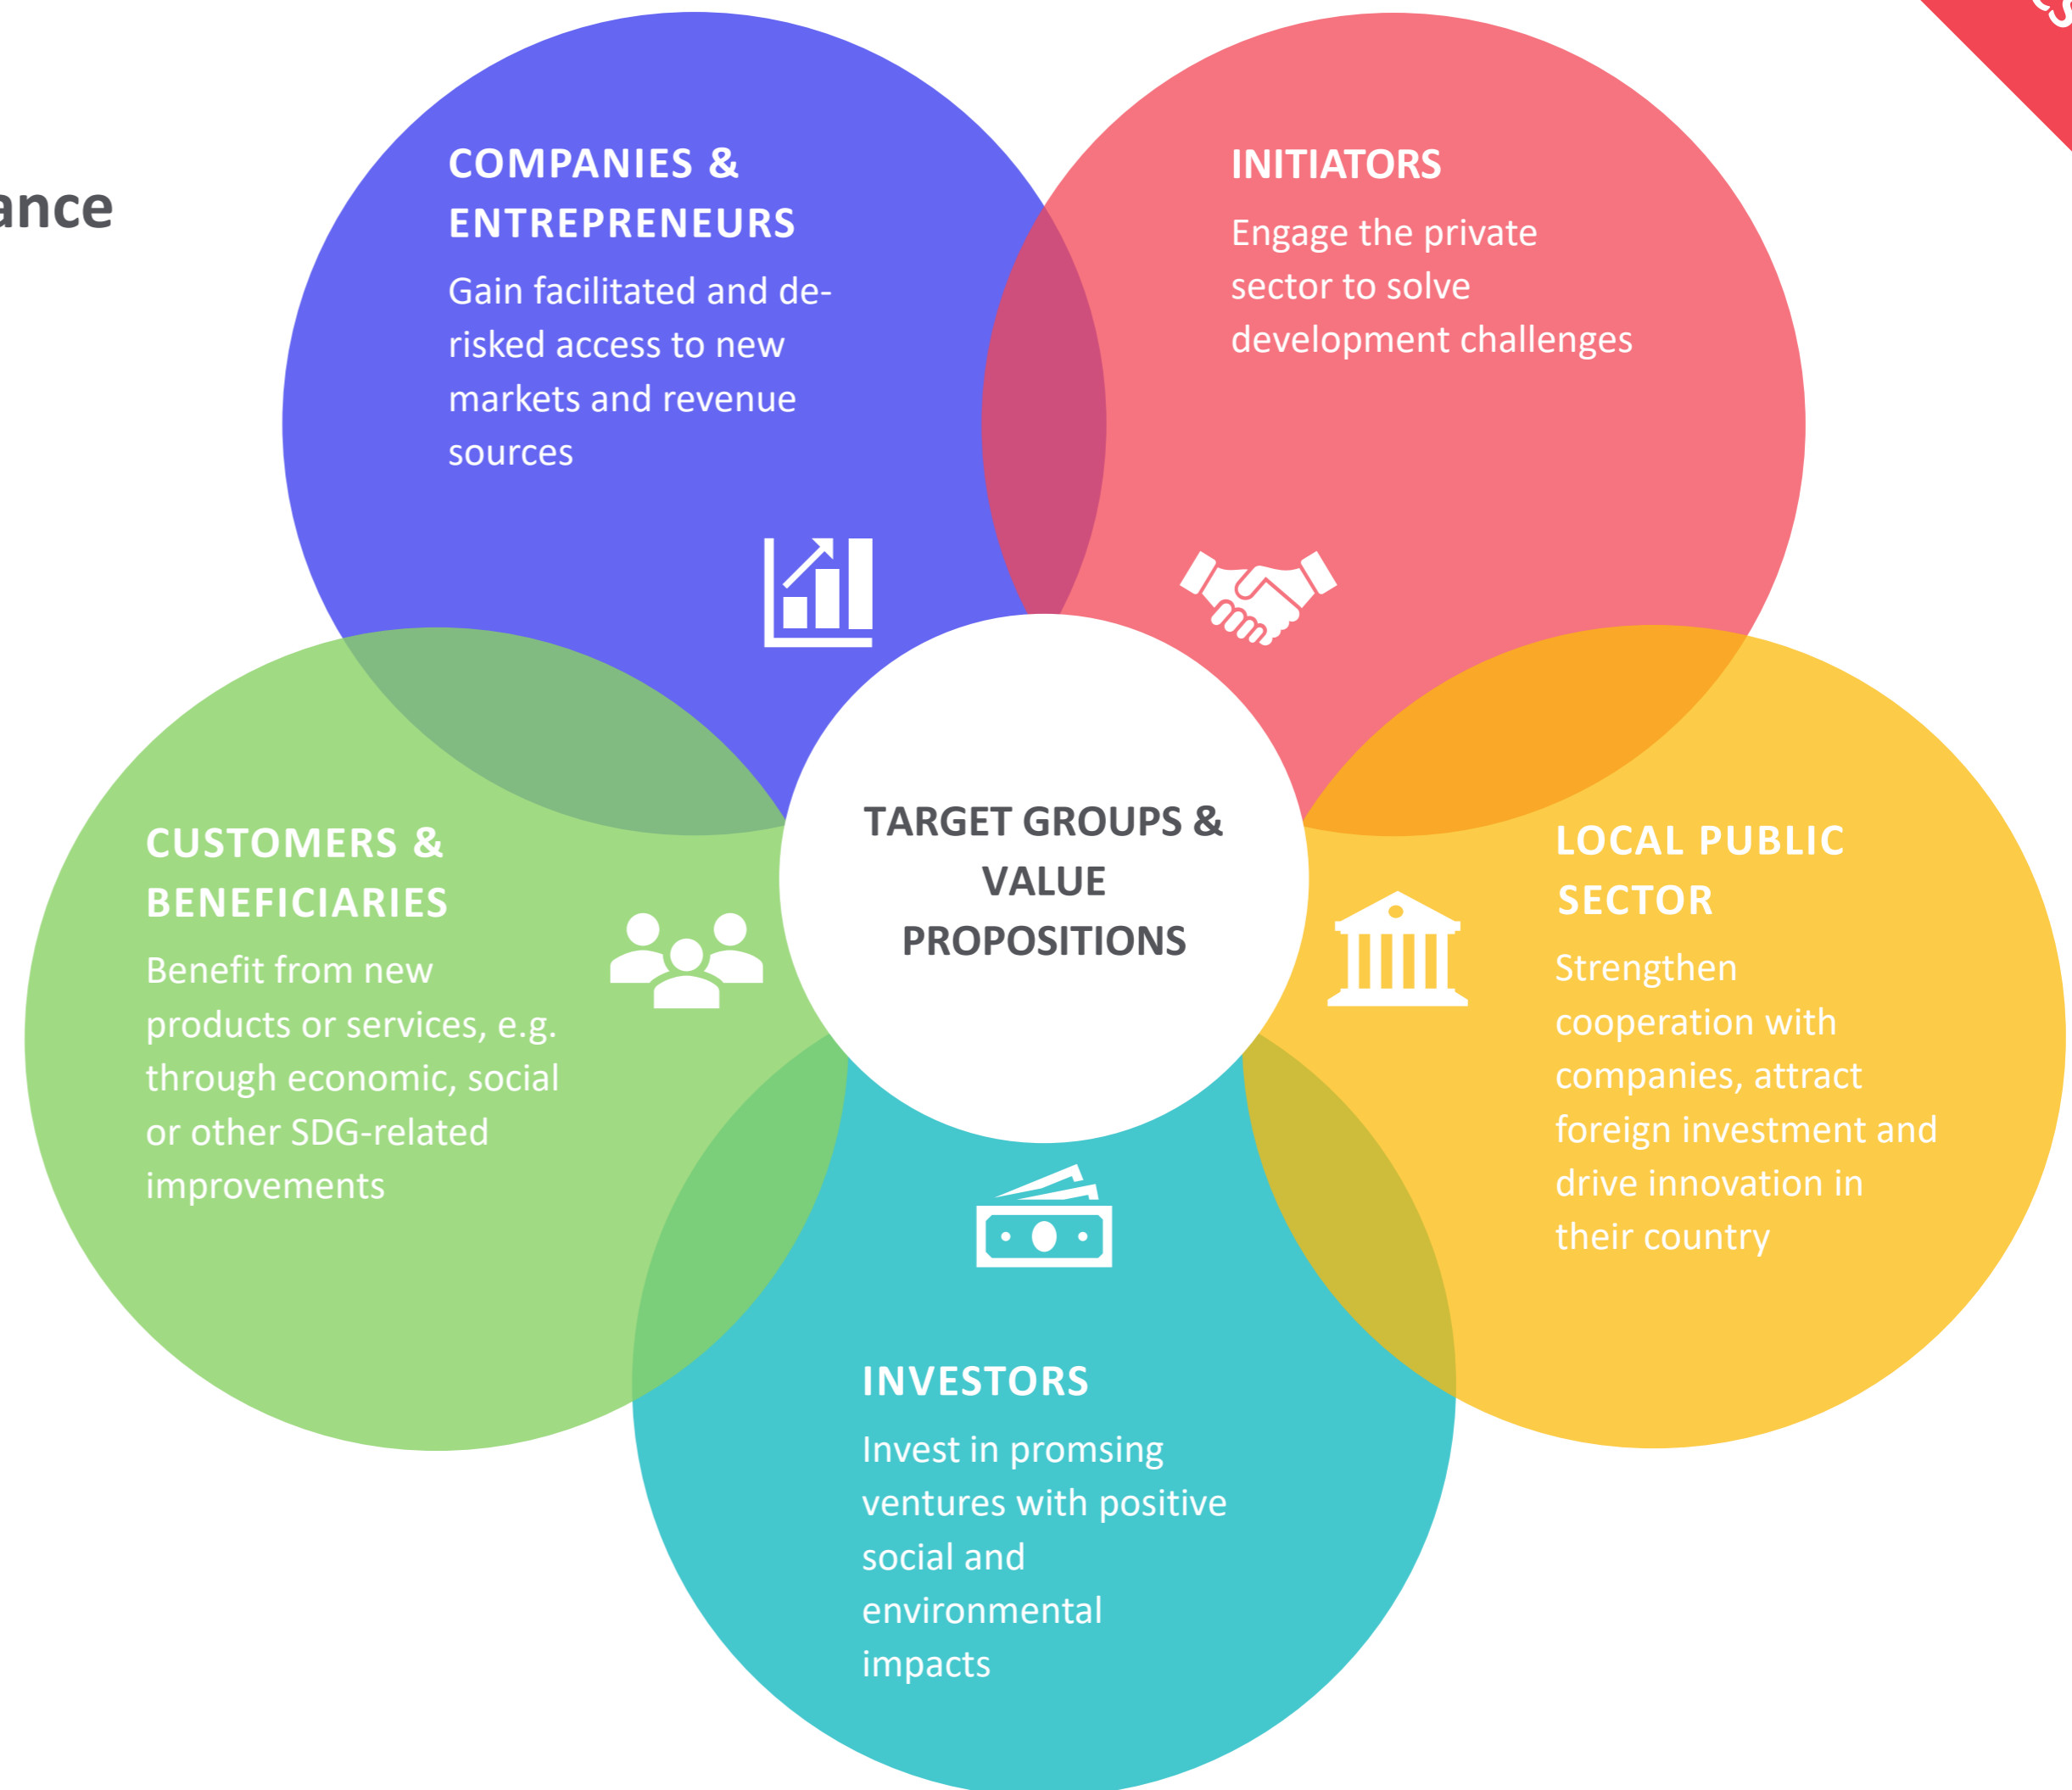 COMPANIES &
ENTREPRENEURS
Gain facilitated and de-
risked access to new
markets and revenue
sources
INITIATORS
Engage the private
sector to solve
development challenges
TARGET GROUPS &
VALUE
PROPOSITIONS
CUSTOMERS &
BENEFICIARIES
Benefit from new
products or services, e.g.
through economic, social
or other SDG-related
improvements
LOCAL PUBLIC
SECTOR
Strengthen
cooperation with
companies, attract
foreign investment and
drive innovation in
their country
INVESTORS
Invest in promsing
ventures with positive
social and
environmental
impacts